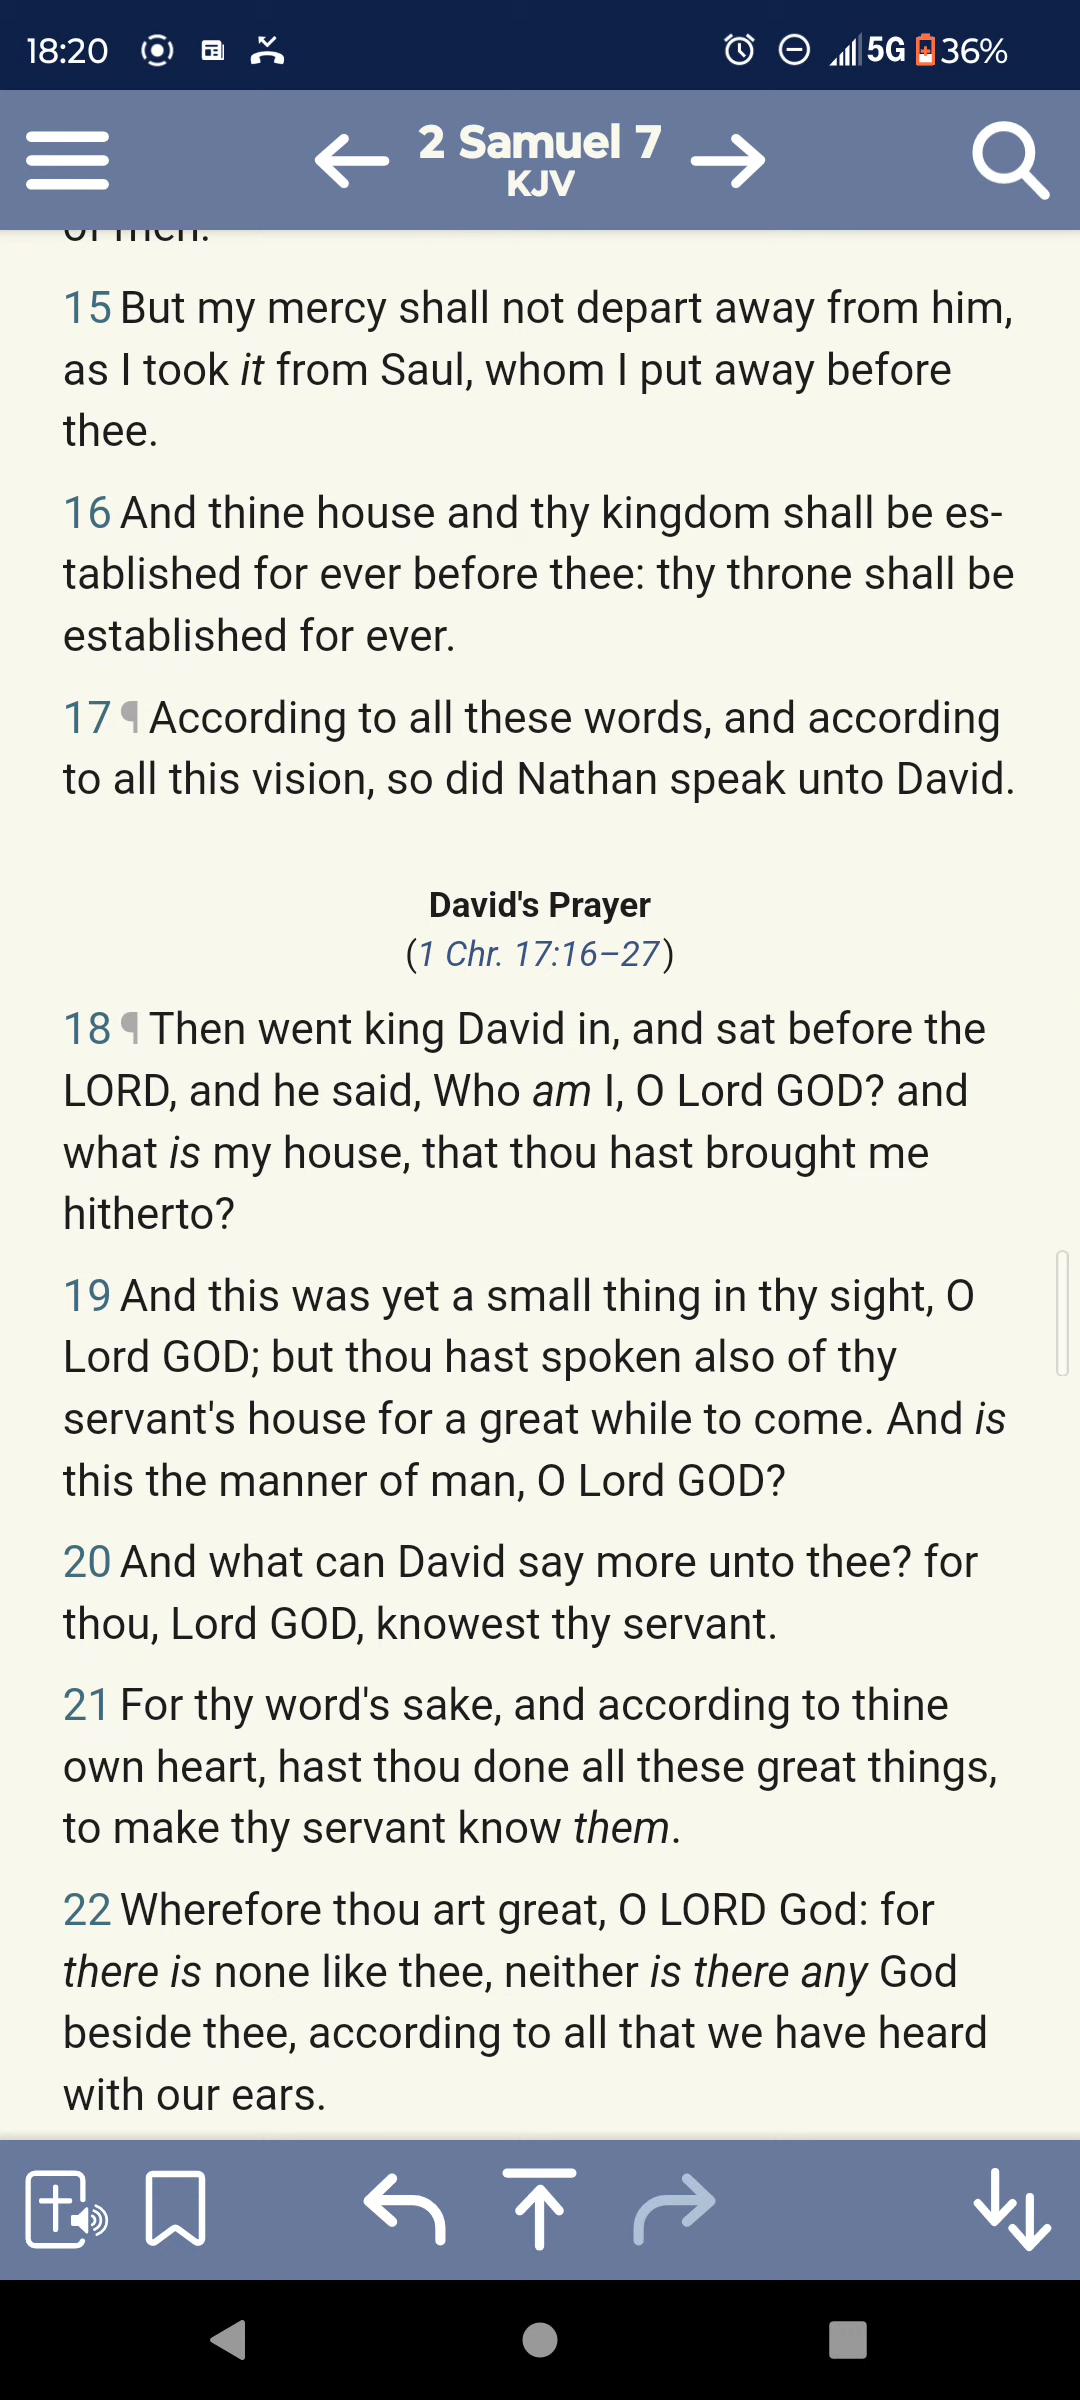 18:20 5G 36%
2 Samuel 7
KJV
of men.
15 But my mercy shall not depart away from him,
as I took it from Saul, whom I put away before
thee.
16 And thine house and thy kingdom shall be es-
tablished for ever before thee: thy throne shall be
established for ever.
17 ¶ According to all these words, and according
to all this vision, so did Nathan speak unto David.
David's Prayer
(1 Chr. 17:16–27)
18 ¶ Then went king David in, and sat before the
LORD, and he said, Who am I, O Lord GOD? and
what is my house, that thou hast brought me
hitherto?
19 And this was yet a small thing in thy sight, O
Lord GOD; but thou hast spoken also of thy
servant's house for a great while to come. And is
this the manner of man, O Lord GOD?
20 And what can David say more unto thee? for
thou, Lord GOD, knowest thy servant.
21 For thy word's sake, and according to thine
own heart, hast thou done all these great things,
to make thy servant know them.
22 Wherefore thou art great, O LORD God: for
there is none like thee, neither is there any God
beside thee, according to all that we have heard
with our ears.